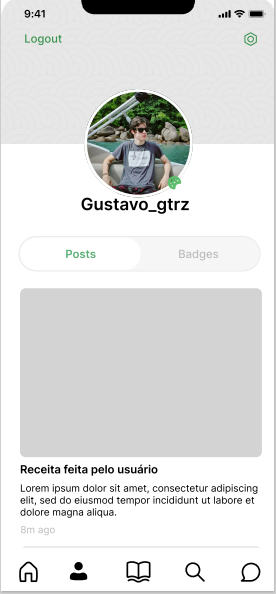 9:41
Logout
Gustavo_gtrz
Posts Badges
Receita feita pelo usuário
Lorem ipsum dolor sit amet, consectetur adipiscing
elit, sed do eiusmod tempor incididunt ut labore et
dolore magna aliqua.
8m ago